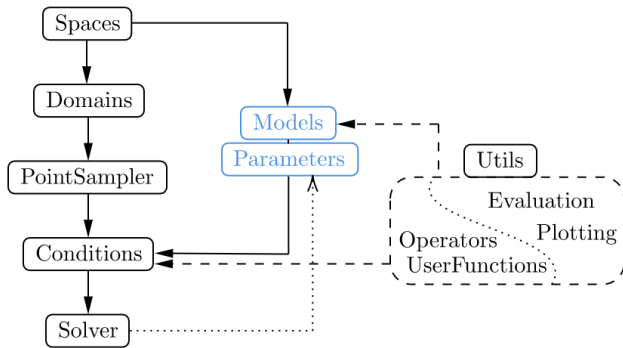 Spaces
Domains
Models
Parameters
PointSampler
Utils
Evaluation
Plotting
Operators
UserFunctions
Conditions
Solver